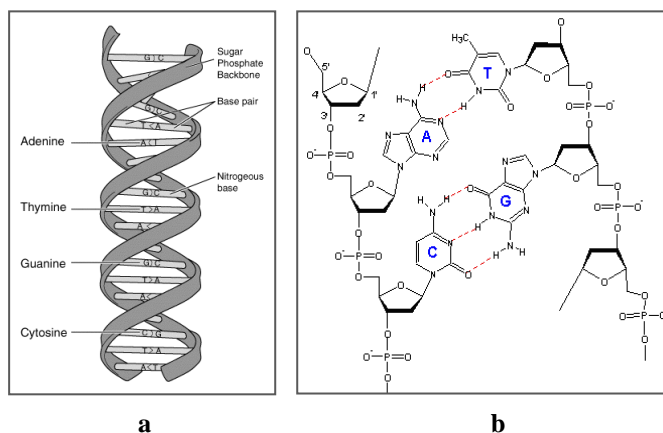 G C
Sugar
Phosphate
Backbone
Base pair
G C
T A
Adenine
A T
Nitrogeous
base
G C
Thymine
T A
A
Guanine
G C
T A
A
Cytosine
C G
T A
A T
a
O
5'
4'
O
1'
3'
2'
O
O⁻
P
O
O
O
O
O⁻
P
O
O
O
O
O⁻
P
O
O
H
H
N
N
A
N
N
N
H
H
N
C
N
N
O
H₃C
T
O
N
H
N
O
O
O
O
P
O⁻
O
O
N
N
G
O
N
H
N
N
H
H
O
O
O
P
O⁻
O
O
O
O
O
P
O⁻
O
b